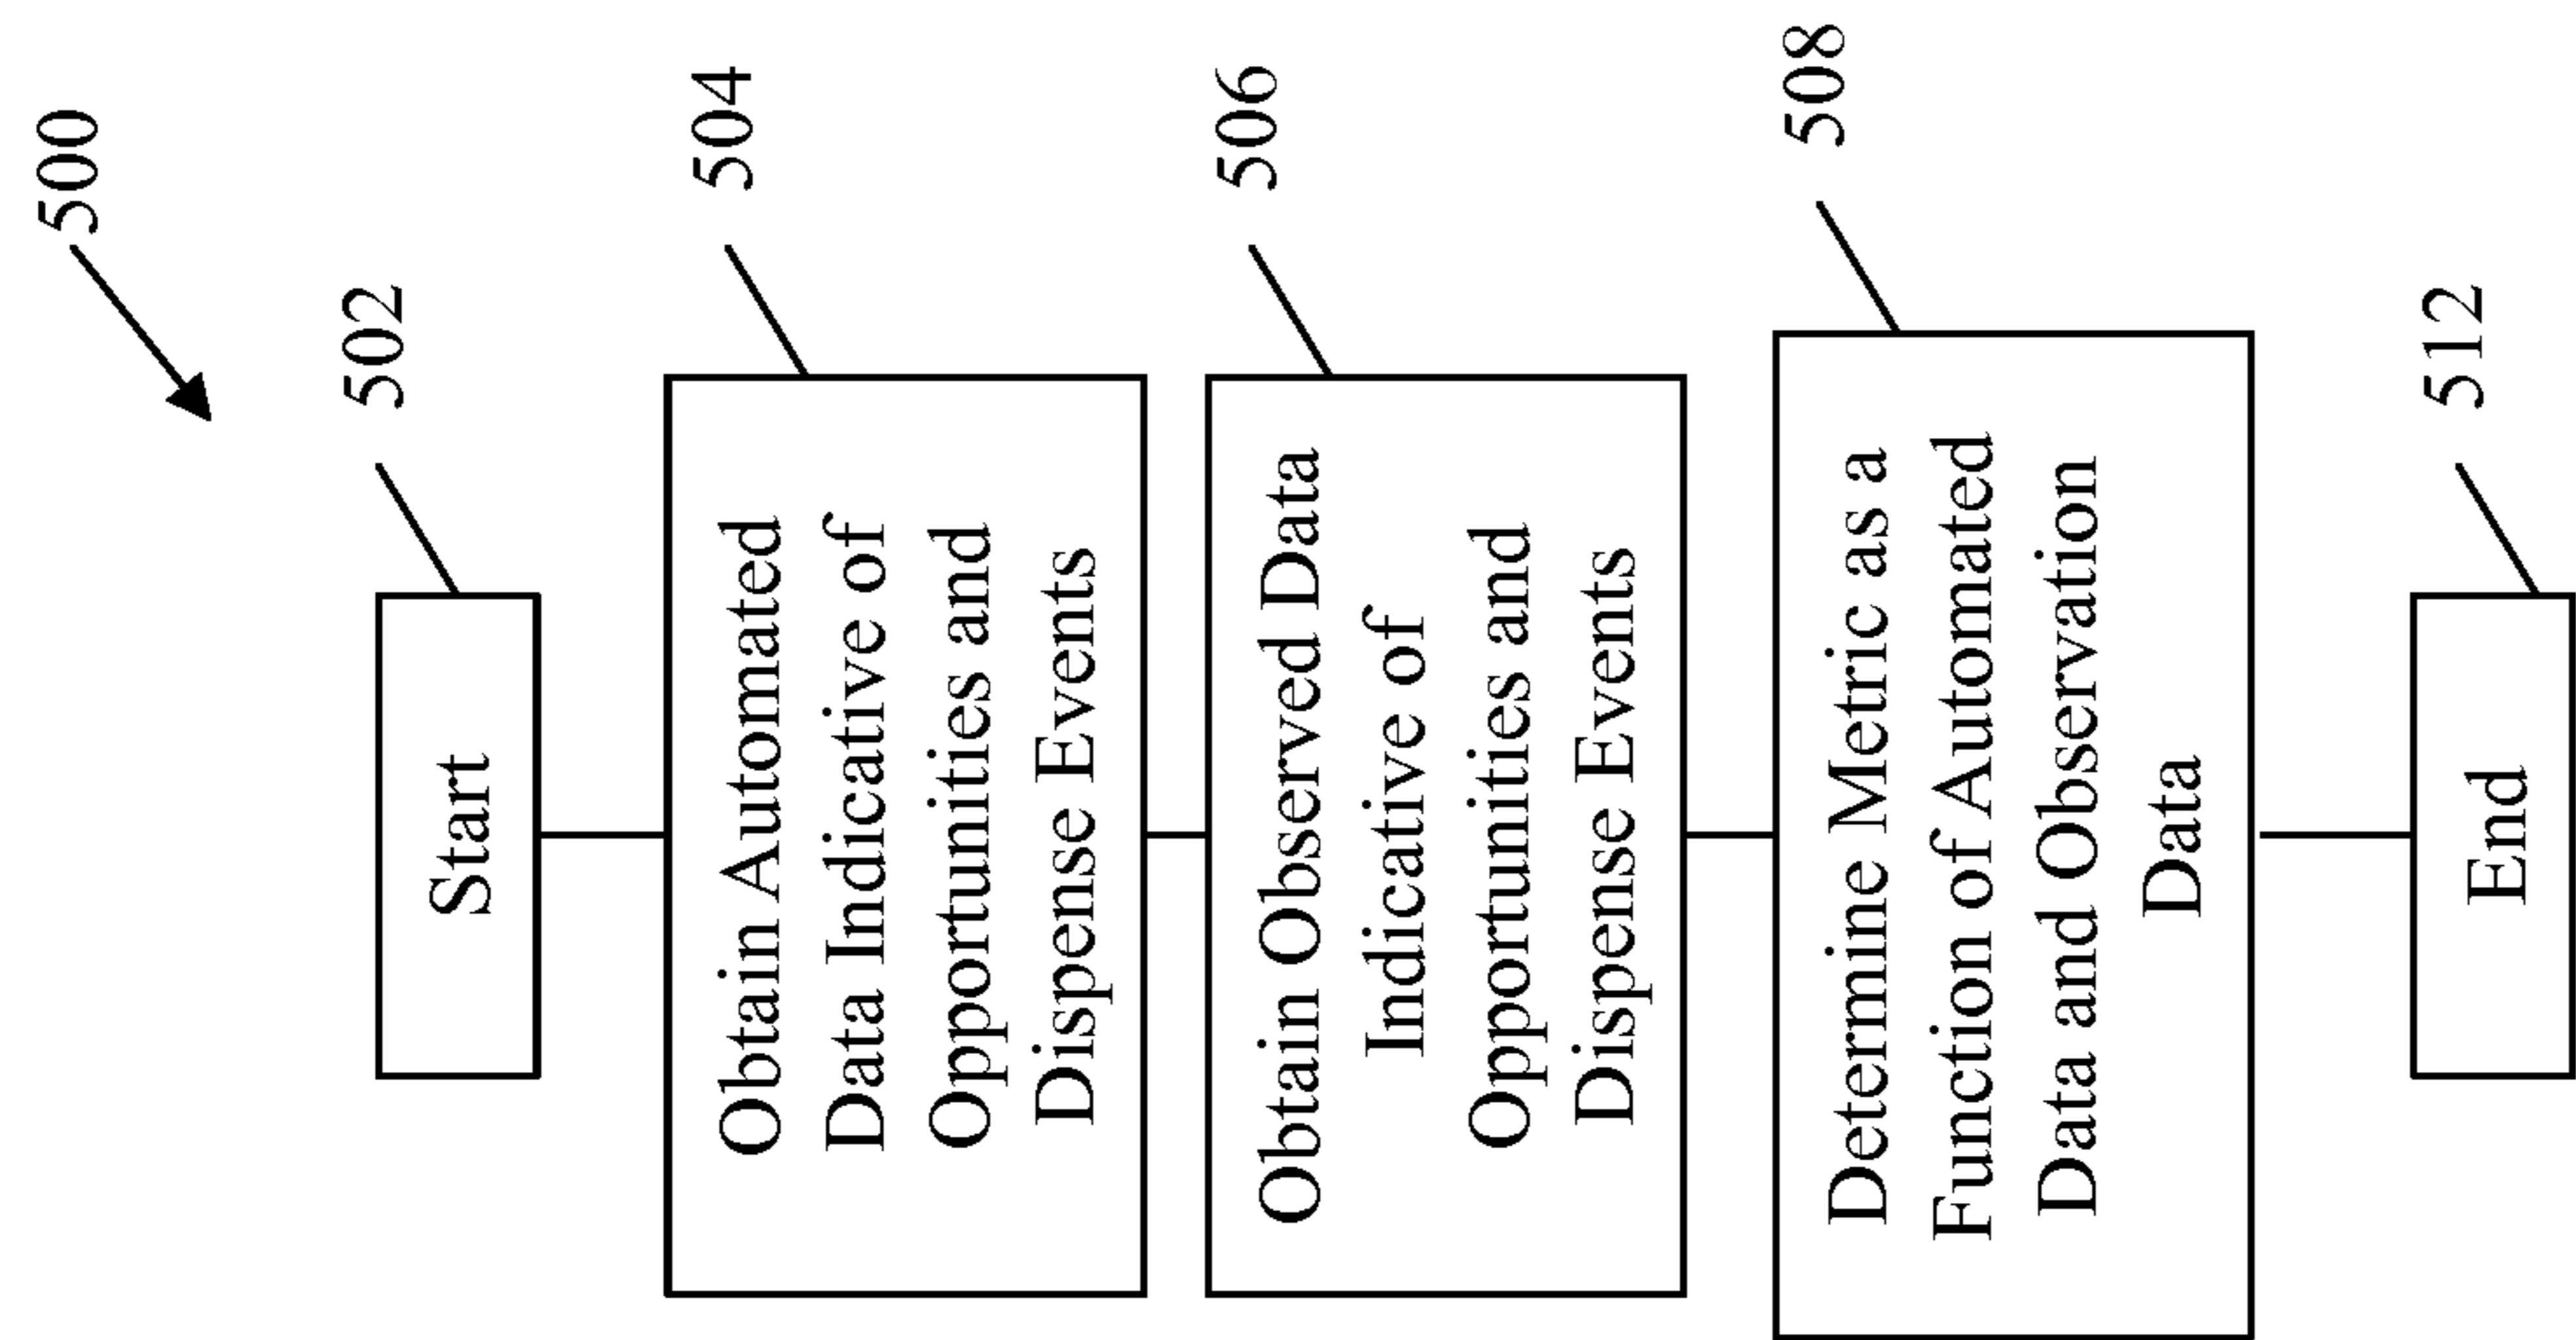 500
502
Start
504
Obtain Automated
Data Indicative of
Opportunities and
Dispense Events
506
Obtain Observed Data
Indicative of
Opportunities and
Dispense Events
508
Determine Metric as a
Function of Automated
Data and Observation
Data
512
End